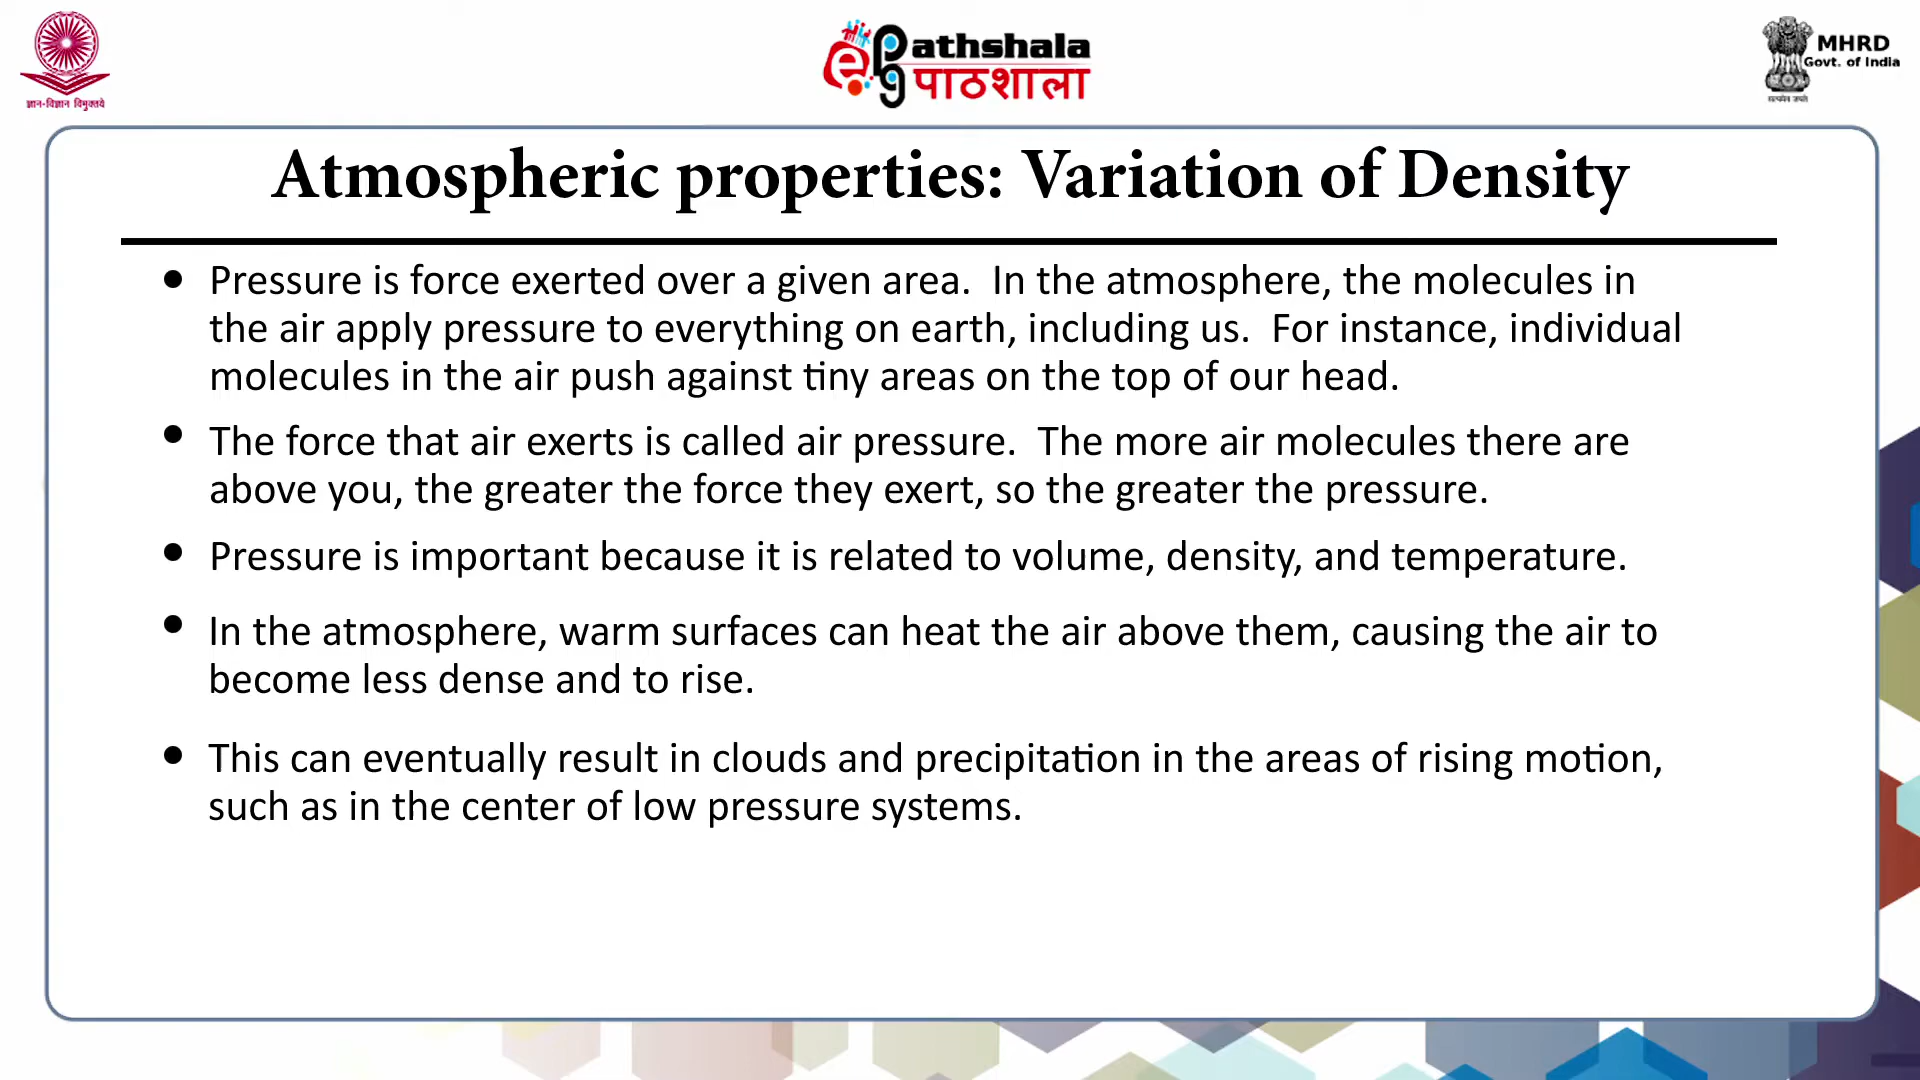 ज्ञान-विज्ञान विमुक्तये
ePGathshala
पाठशाला
सत्यमेव जयते
MHRD
Govt. of India
Atmospheric properties: Variation of Density
• Pressure is force exerted over a given area.  In the atmosphere, the molecules in
the air apply pressure to everything on earth, including us.  For instance, individual
molecules in the air push against tiny areas on the top of our head.
• The force that air exerts is called air pressure.  The more air molecules there are
above you, the greater the force they exert, so the greater the pressure.
• Pressure is important because it is related to volume, density, and temperature.
• In the atmosphere, warm surfaces can heat the air above them, causing the air to
become less dense and to rise.
• This can eventually result in clouds and precipitation in the areas of rising motion,
such as in the center of low pressure systems.